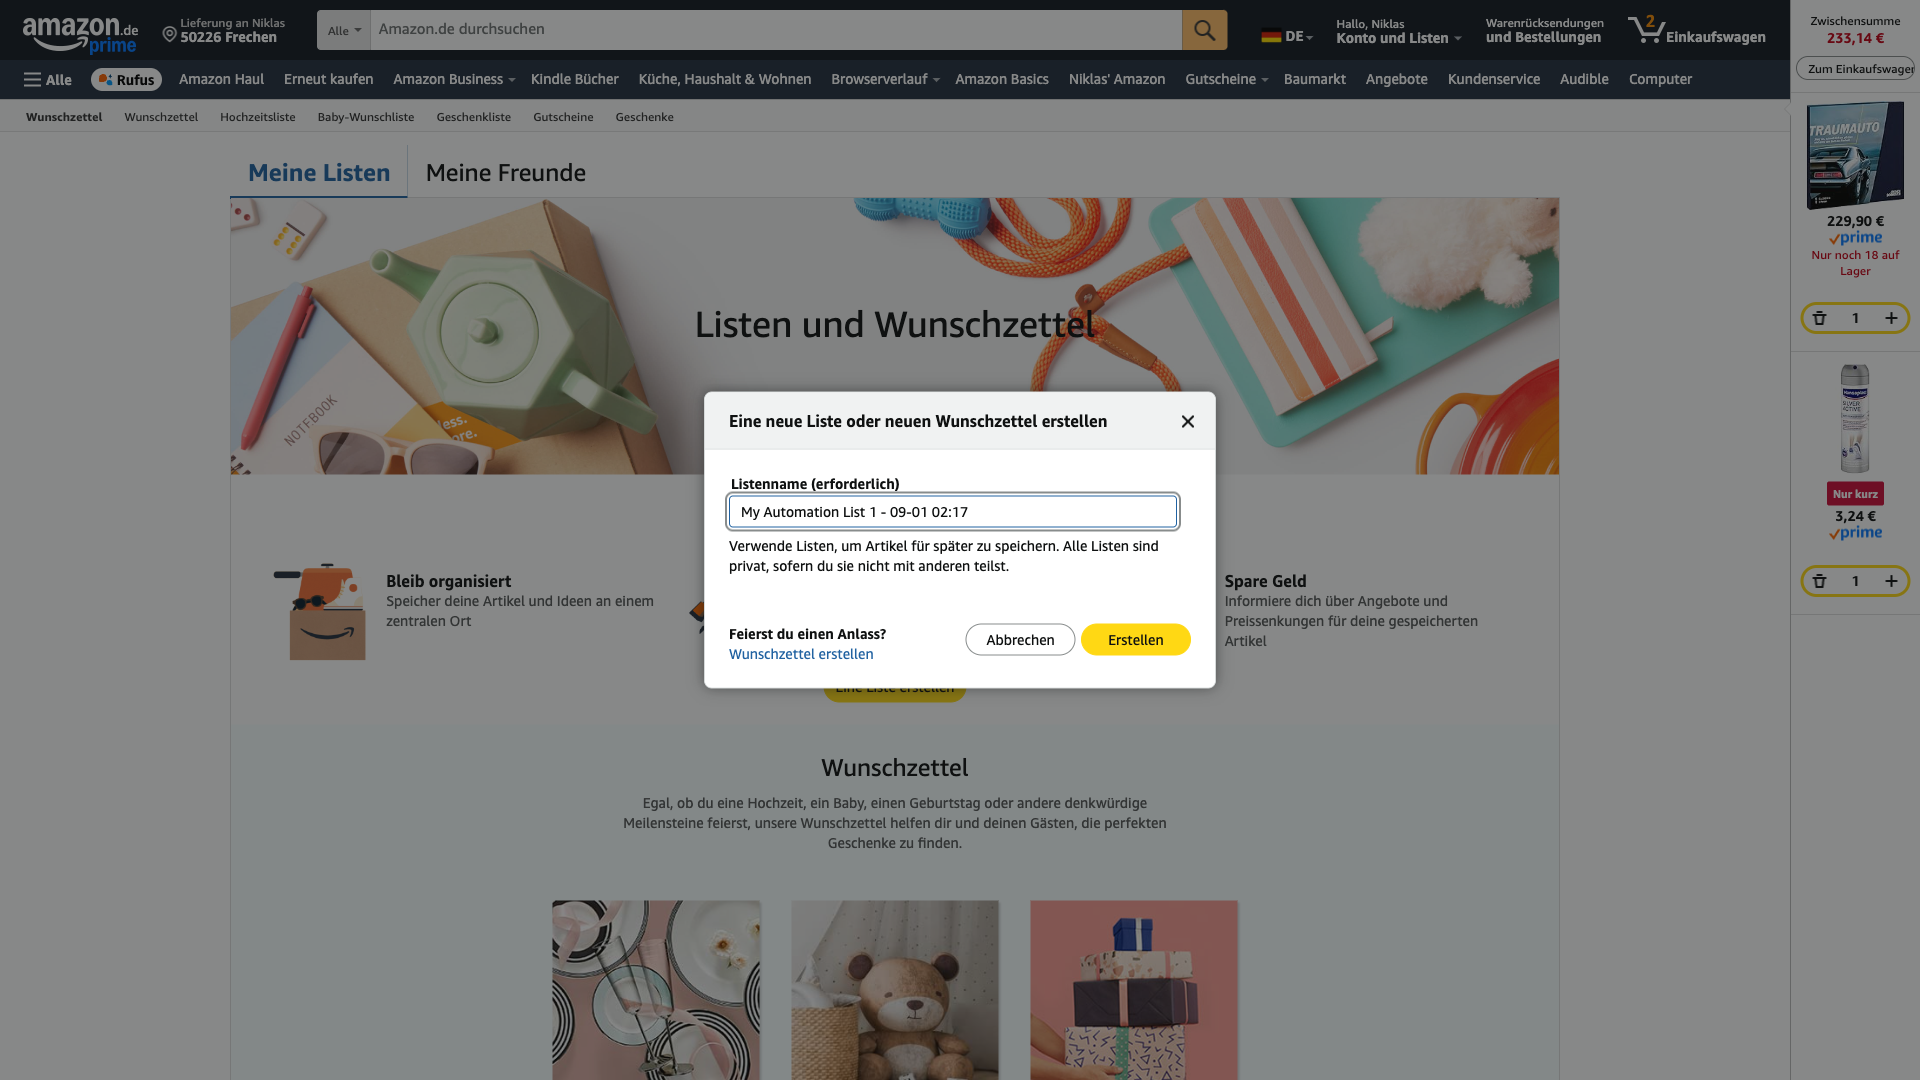 amazon.de
prime
Lieferung an Niklas
50226 Frechen
Alle
Amazon.de durchsuchen
DE
Hallo, Niklas
Konto und Listen
Warenrücksendungen
und Bestellungen
2
Einkaufswagen
Alle
Rufus
Amazon Haul
Erneut kaufen
Amazon Business
Kindle Bücher
Küche, Haushalt & Wohnen
Browserverlauf
Amazon Basics
Niklas' Amazon
Gutscheine
Baumarkt
Angebote
Kundenservice
Audible
Computer
Wunschzettel
Wunschzettel
Hochzeitsliste
Baby-Wunschliste
Geschenkliste
Gutscheine
Geschenke
Meine Listen
Meine Freunde
Listen und Wunschzettel
NOTEBOOK
less.
Eine neue Liste oder neuen Wunschzettel erstellen
Listenname (erforderlich)
My Automation List 1 - 09-01 02:17
Verwende Listen, um Artikel für später zu speichern. Alle Listen sind
privat, sofern du sie nicht mit anderen teilst.
Feierst du einen Anlass?
Wunschzettel erstellen
Abbrechen
Erstellen
Bleib organisiert
Speicher deine Artikel und Ideen an einem
zentralen Ort
Spare Geld
Informiere dich über Angebote und
Preissenkungen für deine gespeicherten
Artikel
Eine Liste erstellen
Wunschzettel
Egal, ob du eine Hochzeit, ein Baby, einen Geburtstag oder andere denkwürdige
Meilensteine feierst, unsere Wunschzettel helfen dir und deinen Gästen, die perfekten
Geschenke zu finden.
Zwischensumme
233,14 €
Zum Einkaufswagen
TRAUMAUTO
229,90 €
prime
Nur noch 18 auf
Lager
1
SILVER
ACTIVE
Nur kurz
3,24 €
prime
1